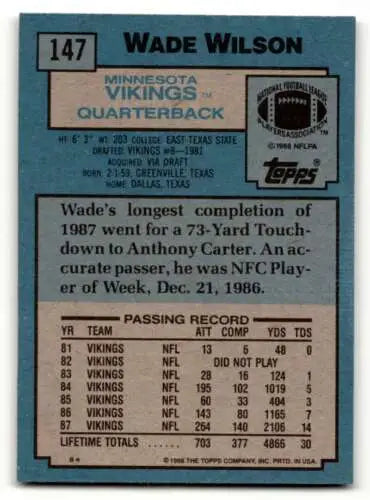 147
WADE WILSON
MINNESOTA
VIKINGS™
QUARTERBACK
NATIONAL FOOTBALL LEAGUE
PLAYERS ASSOCIATION
©1988 NFLPA
TOPPS®
HT: 6' 3" WT: 203 COLLEGE: EAST TEXAS STATE
DRAFTED: VIKINGS #8-1981
ACQUIRED: VIA DRAFT
BORN: 2-1-59, GREENVILLE, TEXAS
HOME: DALLAS, TEXAS
Wade's longest completion of
1987 went for a 73-Yard Touch-
down to Anthony Carter. An ac-
curate passer, he was NFC Play-
er of Week, Dec. 21, 1986.
PASSING RECORD
YR TEAM ATT COMP YDS TDS
81 VIKINGS NFL 13 6 48 0
82 VIKINGS NFL DID NOT PLAY
83 VIKINGS NFL 28 16 124 1
84 VIKINGS NFL 195 102 1019 5
85 VIKINGS NFL 60 33 404 3
86 VIKINGS NFL 143 80 1165 7
87 VIKINGS NFL 264 140 2106 14
LIFETIME TOTALS ...... 703 377 4866 30
B* ©1988 THE TOPPS COMPANY, INC. PRTD. IN U.S.A.